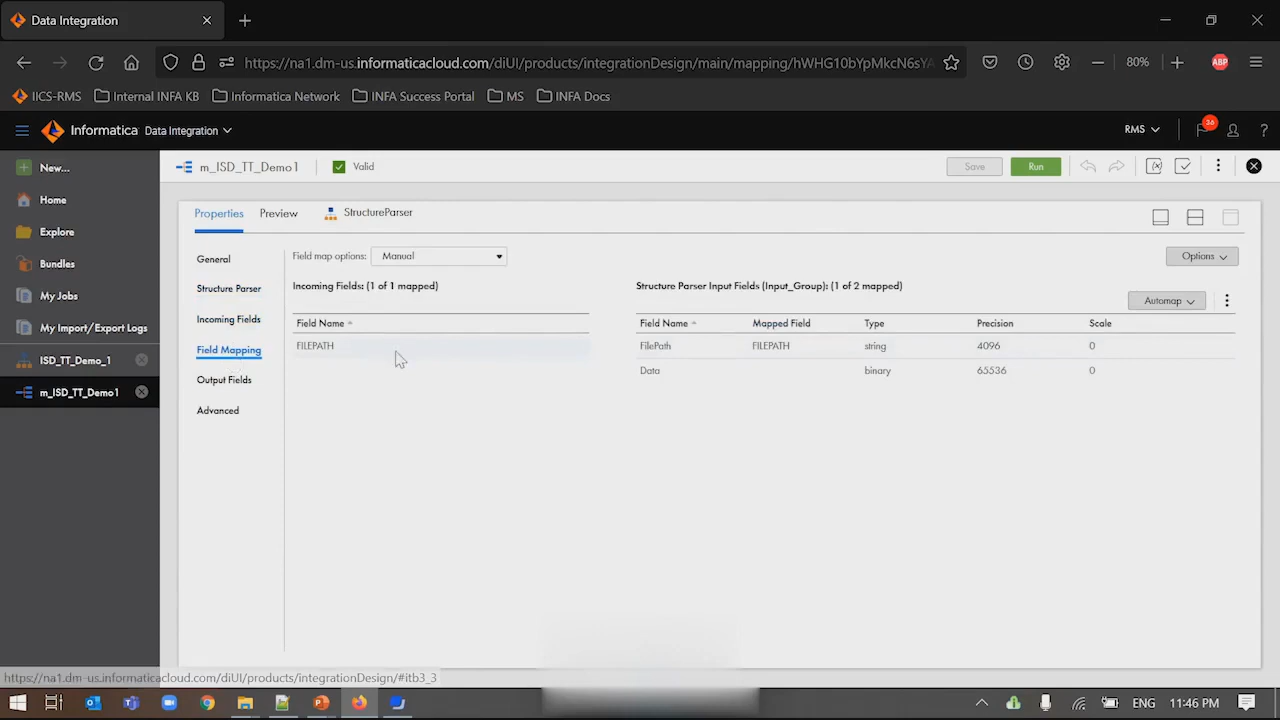 Data Integration
https://na1.dm-us.informaticacloud.com/diUI/products/integrationDesign/main/mapping/hWHG10bYpMkcN6sYA
80%
ABP
IICS-RMS
Internal INFA KB
Informatica Network
INFA Success Portal
MS
INFA Docs
Informatica Data Integration
RMS
36
?
New...
Home
Explore
Bundles
My Jobs
My Import/Export Logs
ISD_TT_Demo_1
m_ISD_TT_Demo1
m_ISD_TT_Demo1
Valid
Save
Run
Properties
Preview
StructureParser
General
Structure Parser
Incoming Fields
Field Mapping
Output Fields
Advanced
Field map options: Manual
Options
Incoming Fields: (1 of 1 mapped)
Field Name
FILEPATH
Structure Parser Input Fields (Input_Group): (1 of 2 mapped)
Automap
Field Name Mapped Field Type Precision Scale
FilePath FILEPATH string 4096 0
Data binary 65536 0
https://na1.dm-us.informaticacloud.com/diUI/products/integrationDesign/#itb3_3
ENG
11:46 PM